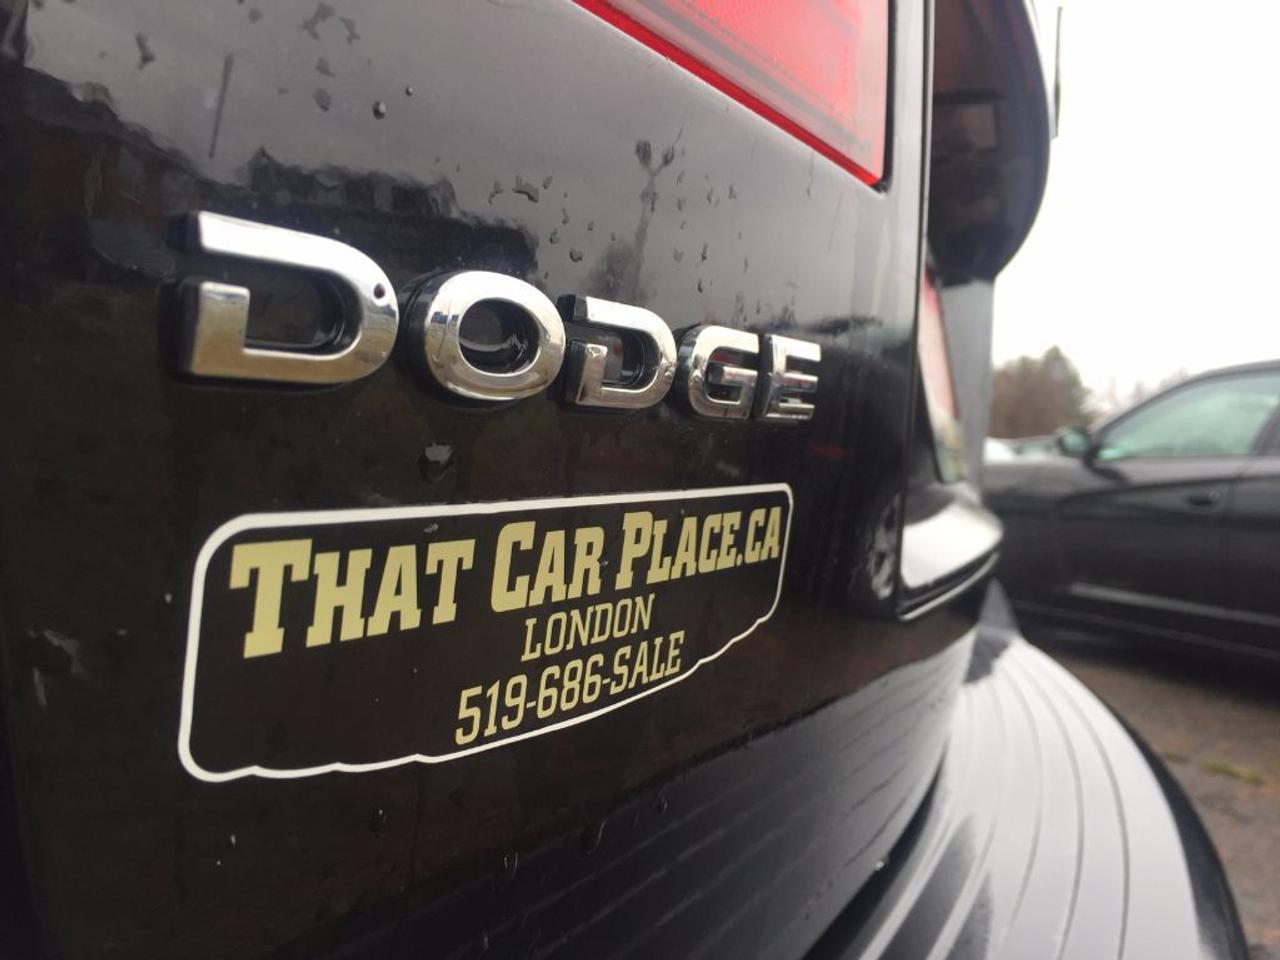 DODGE
THAT CAR PLACE.CA
LONDON
519-686-SALE